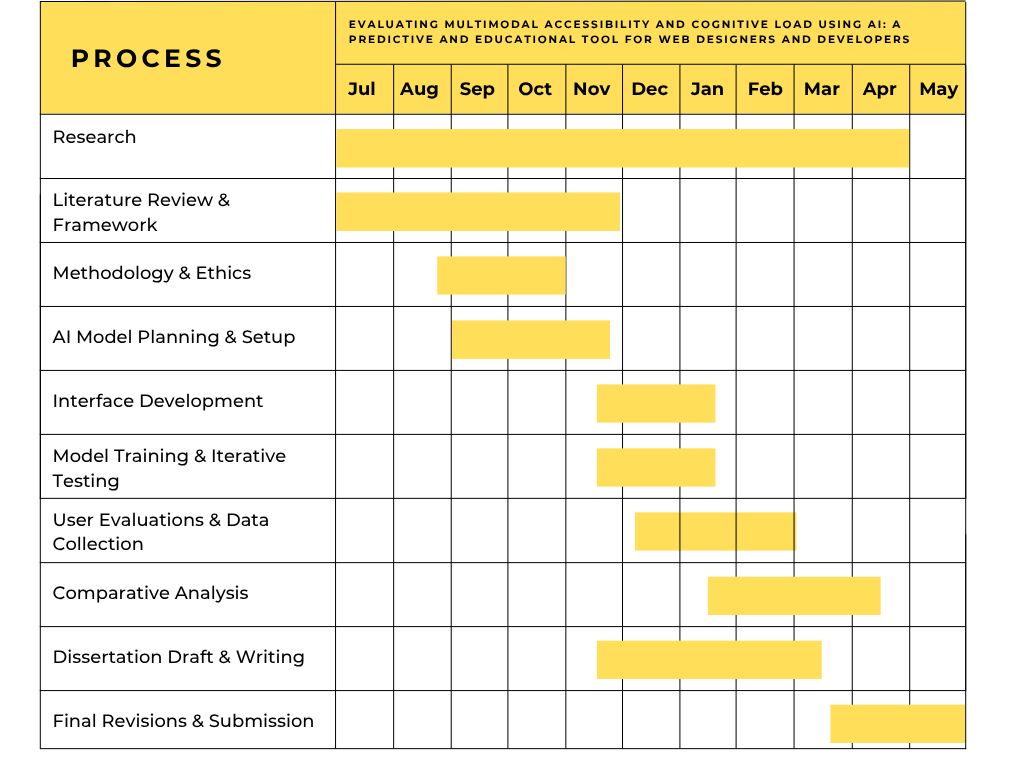 PROCESS
EVALUATING MULTIMODAL ACCESSIBILITY AND COGNITIVE LOAD USING AI: A
PREDICTIVE AND EDUCATIONAL TOOL FOR WEB DESIGNERS AND DEVELOPERS
Jul Aug Sep Oct Nov Dec Jan Feb Mar Apr May
Research
Literature Review &
Framework
Methodology & Ethics
AI Model Planning & Setup
Interface Development
Model Training & Iterative
Testing
User Evaluations & Data
Collection
Comparative Analysis
Dissertation Draft & Writing
Final Revisions & Submission